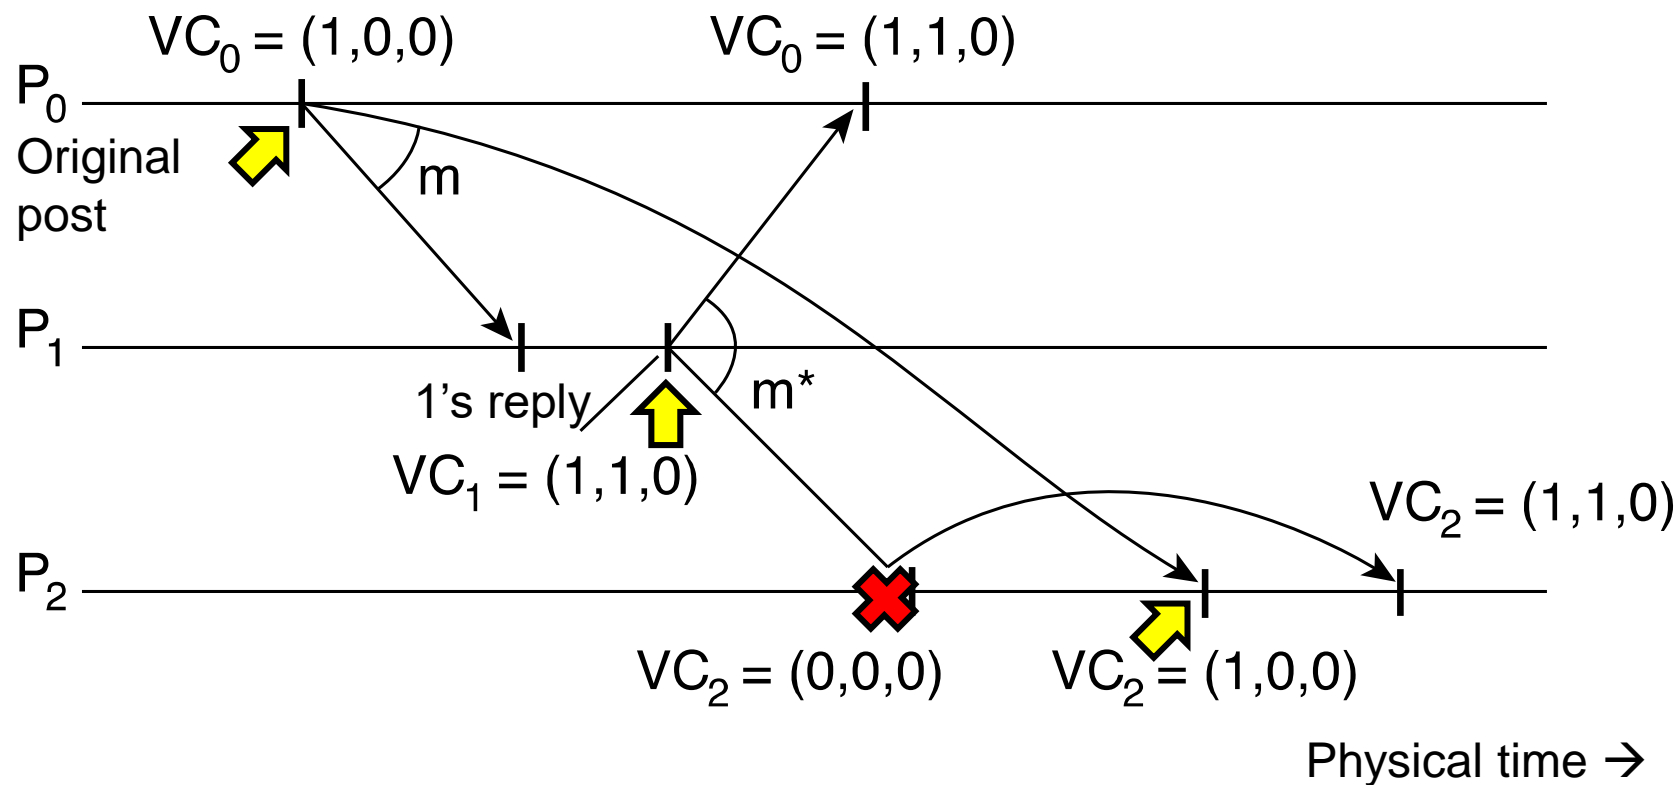 VC₀ = (1,0,0)
VC₀ = (1,1,0)
P₀
Original
post
m
P₁
1’s reply
m*
VC₁ = (1,1,0)
VC₂ = (1,1,0)
P₂
VC₂ = (0,0,0)
VC₂ = (1,0,0)
Physical time →